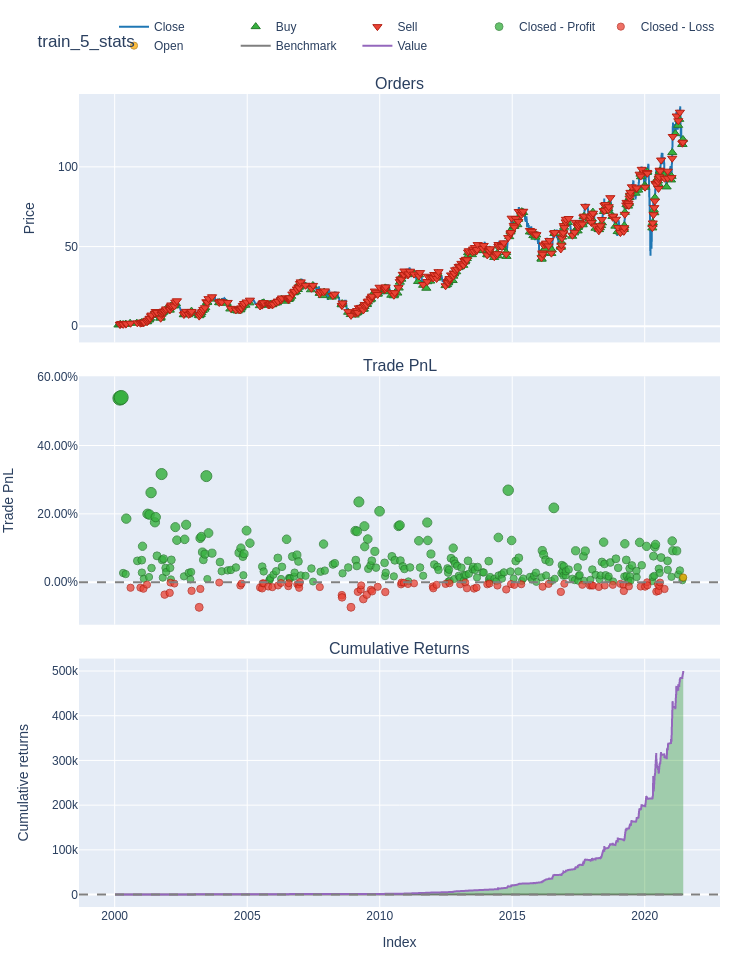 Close
Buy
Sell
Closed - Profit
Closed - Loss
train_5_stats
Open
Benchmark
Value
Orders
100
50
0
Price
Trade PnL
60.00%
40.00%
20.00%
0.00%
Trade PnL
Cumulative Returns
500k
400k
300k
200k
100k
0
Cumulative returns
2000
2005
2010
2015
2020
Index